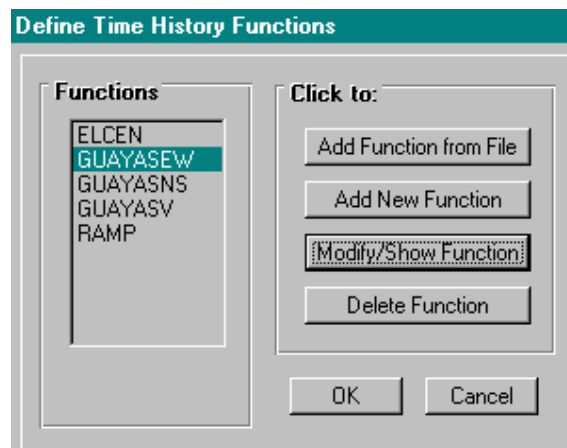 Define Time History Functions
Functions
ELCEN
GUAYASEW
GUAYASNS
GUAYASV
RAMP
Click to:
Add Function from File
Add New Function
Modify/Show Function
Delete Function
OK
Cancel